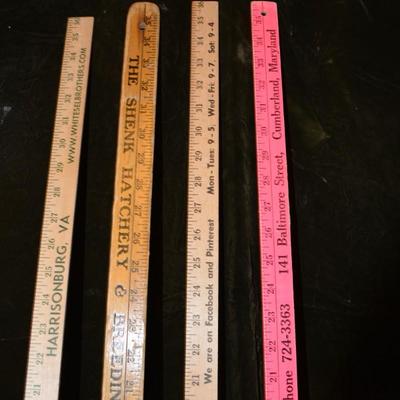 HARRISONBURG, VA WWW.WHITESELBROTHERS.COM
THE SHENK HATCHERY & BREEDIN
We are on Facebook and Pinterest Mon - Tues: 9 - 5, Wed - Fri: 9 - 7, Sat: 9 - 4
hone 724-3363 141 Baltimore Street, Cumberland, Maryland